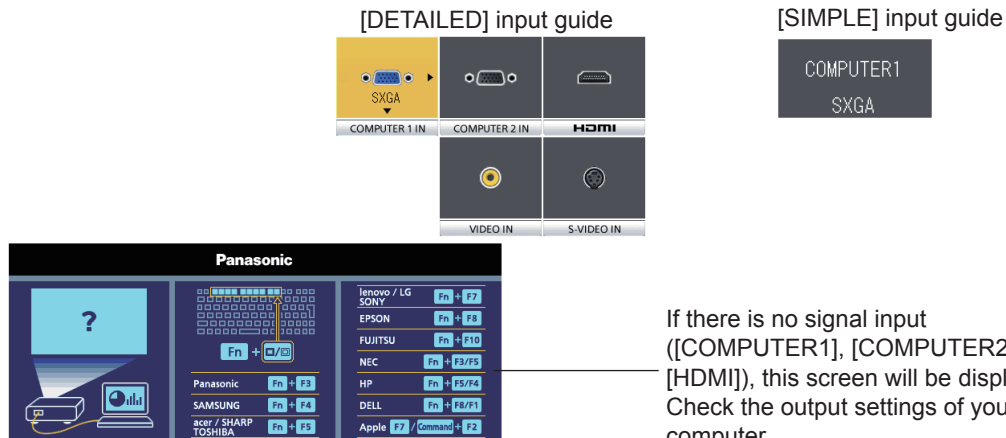 [DETAILED] input guide
SXGA
COMPUTER 1 IN
COMPUTER 2 IN
HDMI
VIDEO IN
S-VIDEO IN
[SIMPLE] input guide
COMPUTER1
SXGA
Panasonic
?
Fn +
Panasonic Fn + F3
SAMSUNG Fn + F4
acer / SHARP
TOSHIBA Fn + F5
lenovo / LG
SONY Fn + F7
EPSON Fn + F8
FUJITSU Fn + F10
NEC Fn + F3/F5
HP Fn + F5/F4
DELL Fn + F8/F1
Apple F7 / Command + F2
If there is no signal input
([COMPUTER1], [COMPUTER2
[HDMI]), this screen will be displ
Check the output settings of you
computer